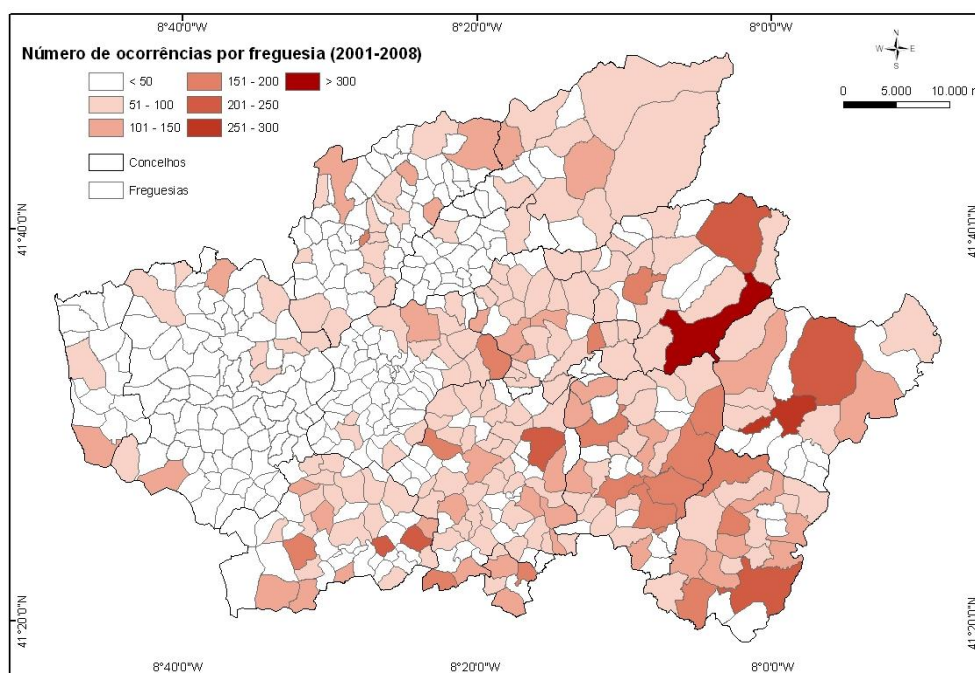 8°40'0"W 8°20'0"W 8°0'0"W
Número de ocorrências por freguesia (2001-2008)
< 50 151 - 200 > 300
51 - 100 201 - 250
101 - 150 251 - 300
Concelhos
Freguesias
N
W E
S
0 5.000 10.000 m
41°40'0"N 41°40'0"N
41°20'0"N 41°20'0"N
8°40'0"W 8°20'0"W 8°0'0"W